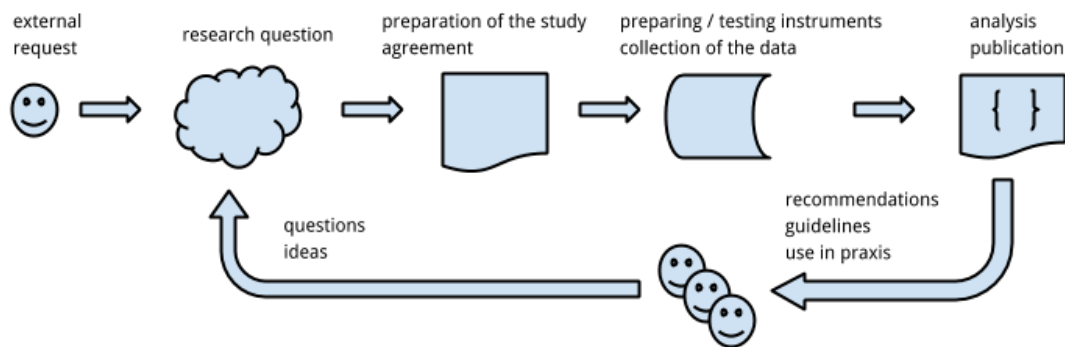 external
request
research question
preparation of the study
agreement
preparing / testing instruments
collection of the data
analysis
publication
{ }
recommendations
guidelines
use in praxis
questions
ideas